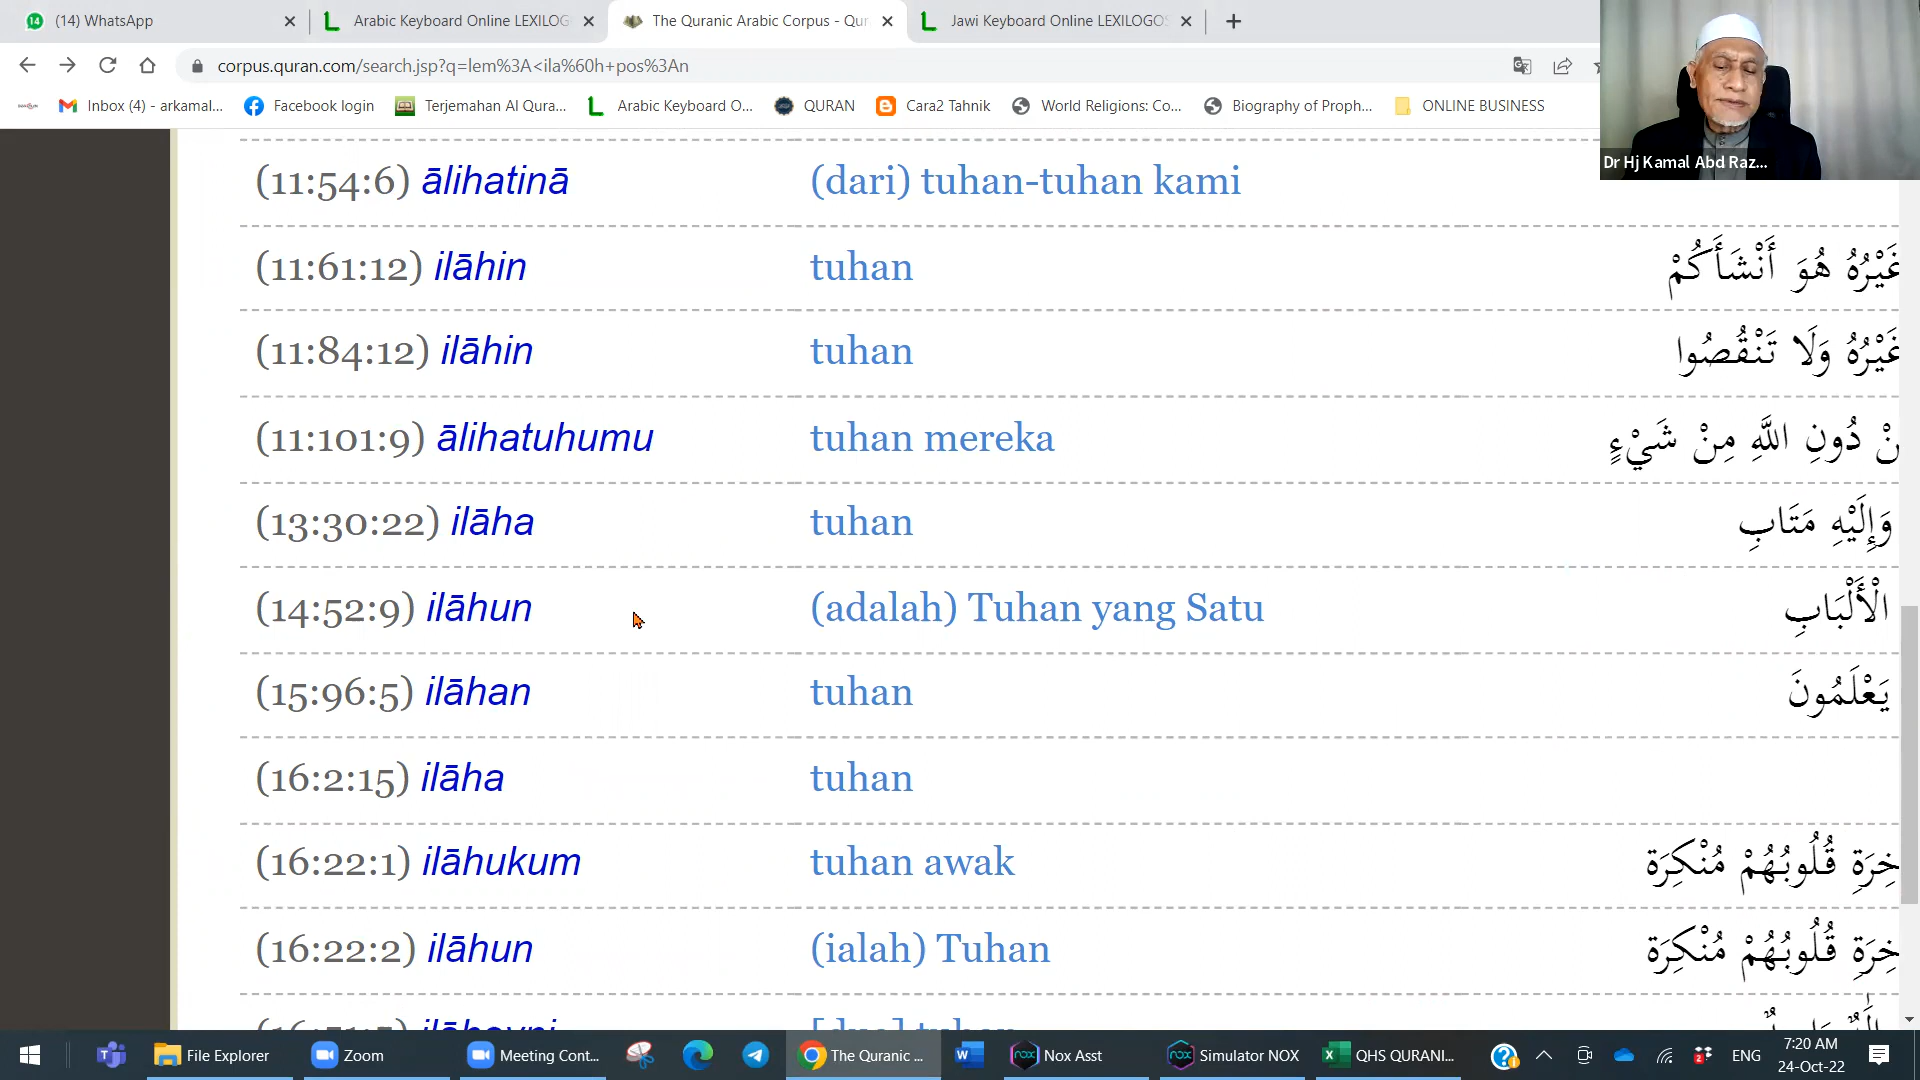 (14) WhatsApp
Arabic Keyboard Online LEXILOG
The Quranic Arabic Corpus - Qur
Jawi Keyboard Online LEXILOGOS
corpus.quran.com/search.jsp?q=lem%3A<ila%60h+pos%3An
Inbox (4) - arkamal... Facebook login Terjemahan Al Qura... Arabic Keyboard O... QURAN Cara2 Tahnik World Religions: Co... Biography of Proph... ONLINE BUSINESS
Dr Hj Kamal Abd Raz...
(11:54:6) ālihatinā (dari) tuhan-tuhan kami
(11:61:12) ilāhin tuhan غَيْرُهُ هُوَ أَنْشَأَكُمْ
(11:84:12) ilāhin tuhan غَيْرُهُ وَلَا تَنْقُصُوا
(11:101:9) ālihatuhumu tuhan mereka دُونِ اللَّهِ مِنْ شَيْءٍ
(13:30:22) ilāha tuhan وَإِلَيْهِ مَتَابِ
(14:52:9) ilāhun (adalah) Tuhan yang Satu الْأَلْبَابِ
(15:96:5) ilāhan tuhan يَعْلَمُونَ
(16:2:15) ilāha tuhan
(16:22:1) ilāhukum tuhan awak قُلُوبُهُمْ مُنْكِرَة
(16:22:2) ilāhun (ialah) Tuhan قُلُوبُهُمْ مُنْكِرَة
File Explorer Zoom Meeting Cont... The Quranic ... Nox Asst Simulator NOX QHS QURANI... ENG 7:20 AM
24-Oct-22